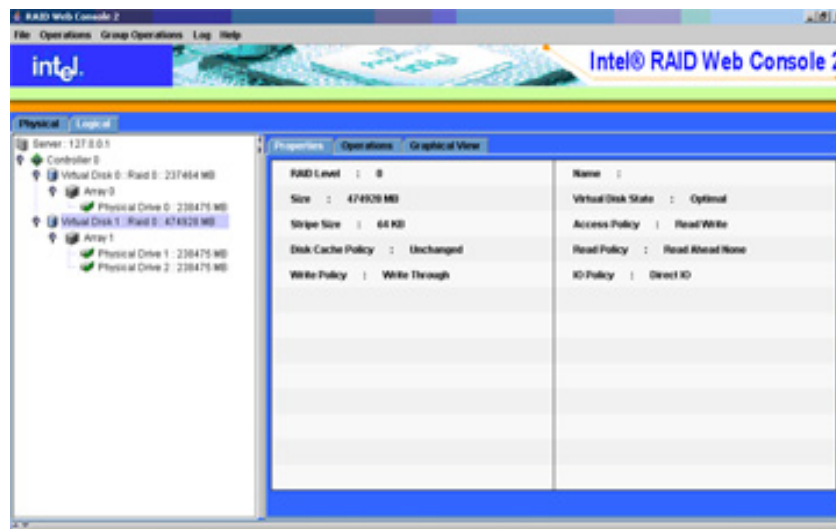 RAID Web Console 2
File Operations Group Operations Log Help
intel.
Intel® RAID Web Console 2
Physical Logical
Server : 127.0.0.1
Controller 0
Virtual Disk 0 : Raid 0 : 237464 MB
Array 0
Physical Drive 0 : 238475 MB
Virtual Disk 1 : Raid 0 : 474928 MB
Array 1
Physical Drive 1 : 238475 MB
Physical Drive 2 : 238475 MB
Properties Operations Graphical View
RAID Level : 0
Name :
Size : 474928 MB
Virtual Disk State : Optimal
Stripe Size : 64 KB
Access Policy : Read Write
Disk Cache Policy : Unchanged
Read Policy : Read Ahead None
Write Policy : Write Through
IO Policy : Direct IO